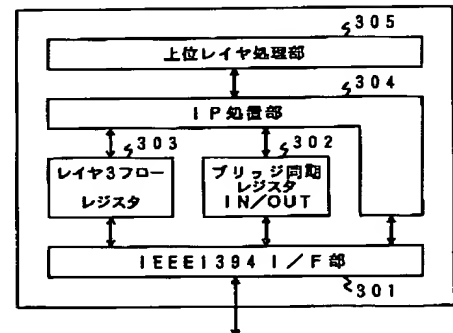 305
上位レイヤ処理部
304
IP処置部
303
302
レイヤ3フロー
レジスタ
ブリッジ同期
レジスタ
IN/OUT
IEEE1394 I/F部
301